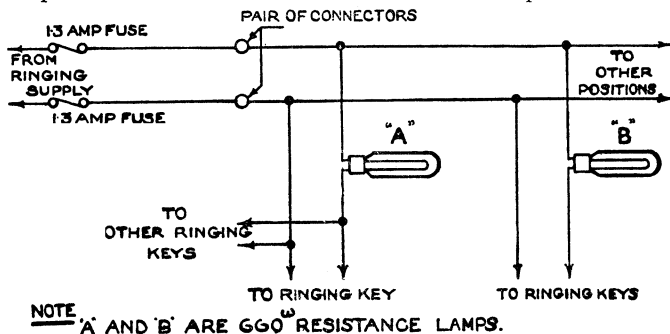 PAIR OF CONNECTORS
1·3 AMP FUSE
FROM
RINGING
SUPPLY
1·3 AMP FUSE
TO
OTHER
POSITIONS
"A"
"B"
TO
OTHER RINGING
KEYS
TO RINGING KEY
TO RINGING KEYS
NOTE "A" AND "B" ARE 660ω RESISTANCE LAMPS.